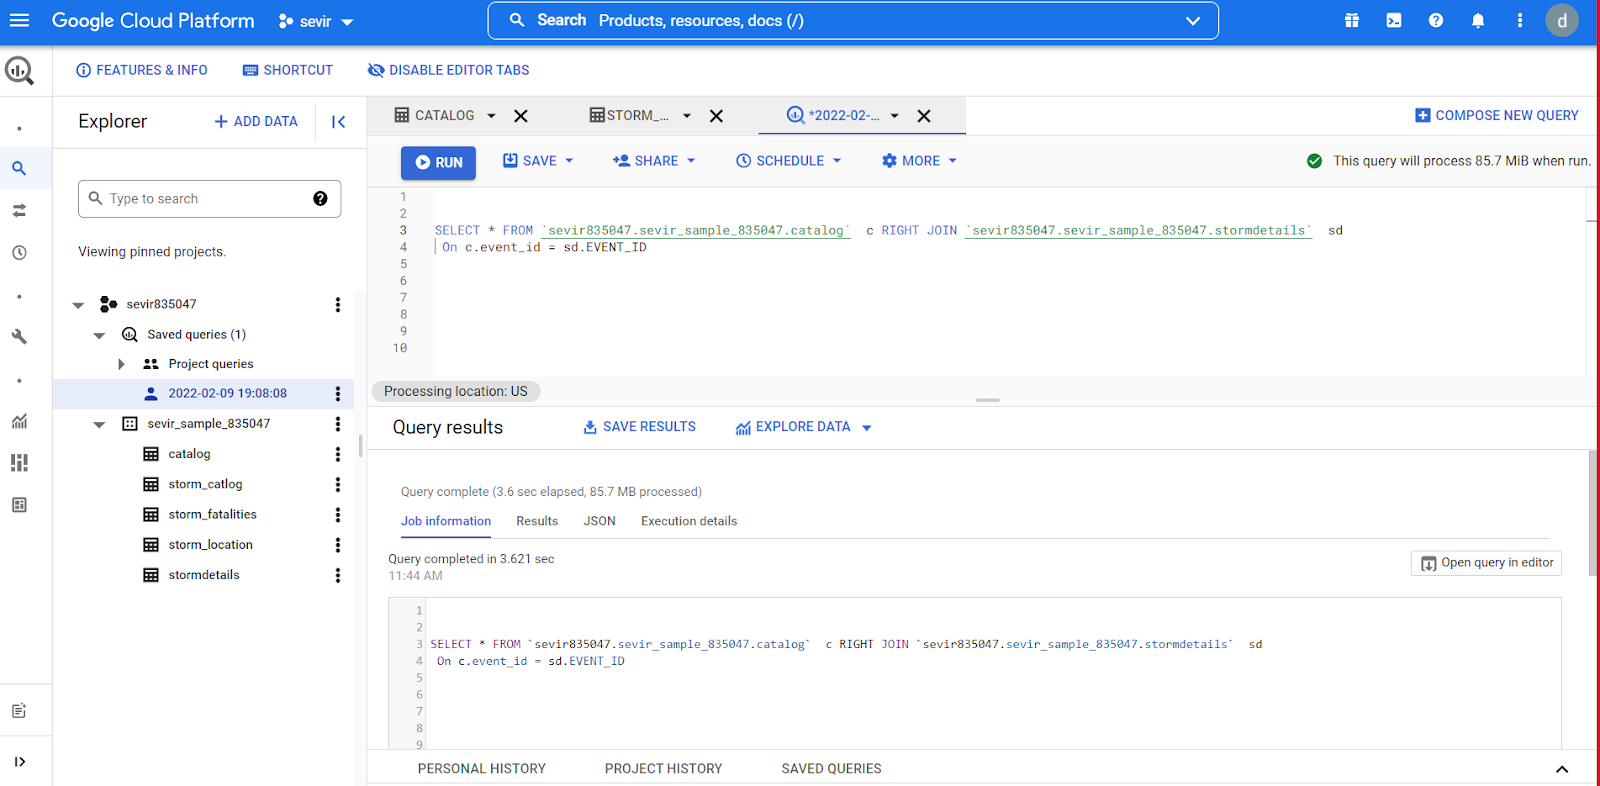 Google Cloud Platform sevir Search Products, resources, docs (/) d
FEATURES & INFO SHORTCUT DISABLE EDITOR TABS
Explorer + ADD DATA
CATALOG STORM_... *2022-02-... COMPOSE NEW QUERY
RUN SAVE SHARE SCHEDULE MORE This query will process 85.7 MiB when run.
Type to search
Viewing pinned projects.
sevir835047
Saved queries (1)
Project queries
2022-02-09 19:08:08
sevir_sample_835047
catalog
storm_catlog
storm_fatalities
storm_location
stormdetails
1
2
3 SELECT * FROM `sevir835047.sevir_sample_835047.catalog` c RIGHT JOIN `sevir835047.sevir_sample_835047.stormdetails` sd
4 On c.event_id = sd.EVENT_ID
5
6
7
8
9
10
Processing location: US
Query results SAVE RESULTS EXPLORE DATA
Query complete (3.6 sec elapsed, 85.7 MB processed)
Job information Results JSON Execution details
Query completed in 3.621 sec
11:44 AM
Open query in editor
1
2
3 SELECT * FROM `sevir835047.sevir_sample_835047.catalog` c RIGHT JOIN `sevir835047.sevir_sample_835047.stormdetails` sd
4 On c.event_id = sd.EVENT_ID
5
6
7
8
9
PERSONAL HISTORY PROJECT HISTORY SAVED QUERIES